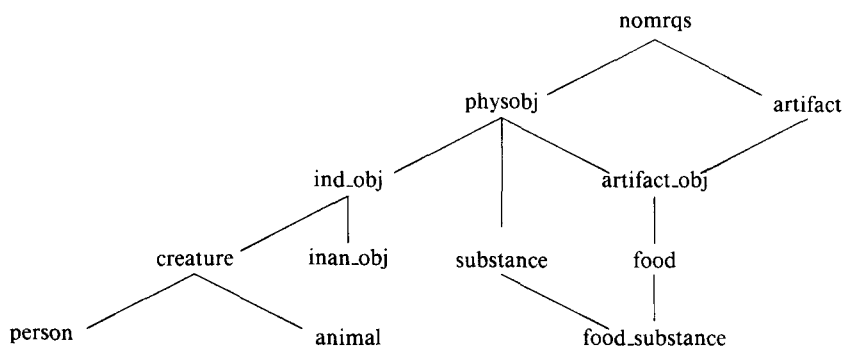 nomrqs
physobj artifact
ind_obj artifact_obj
creature inan_obj substance food
person animal food_substance